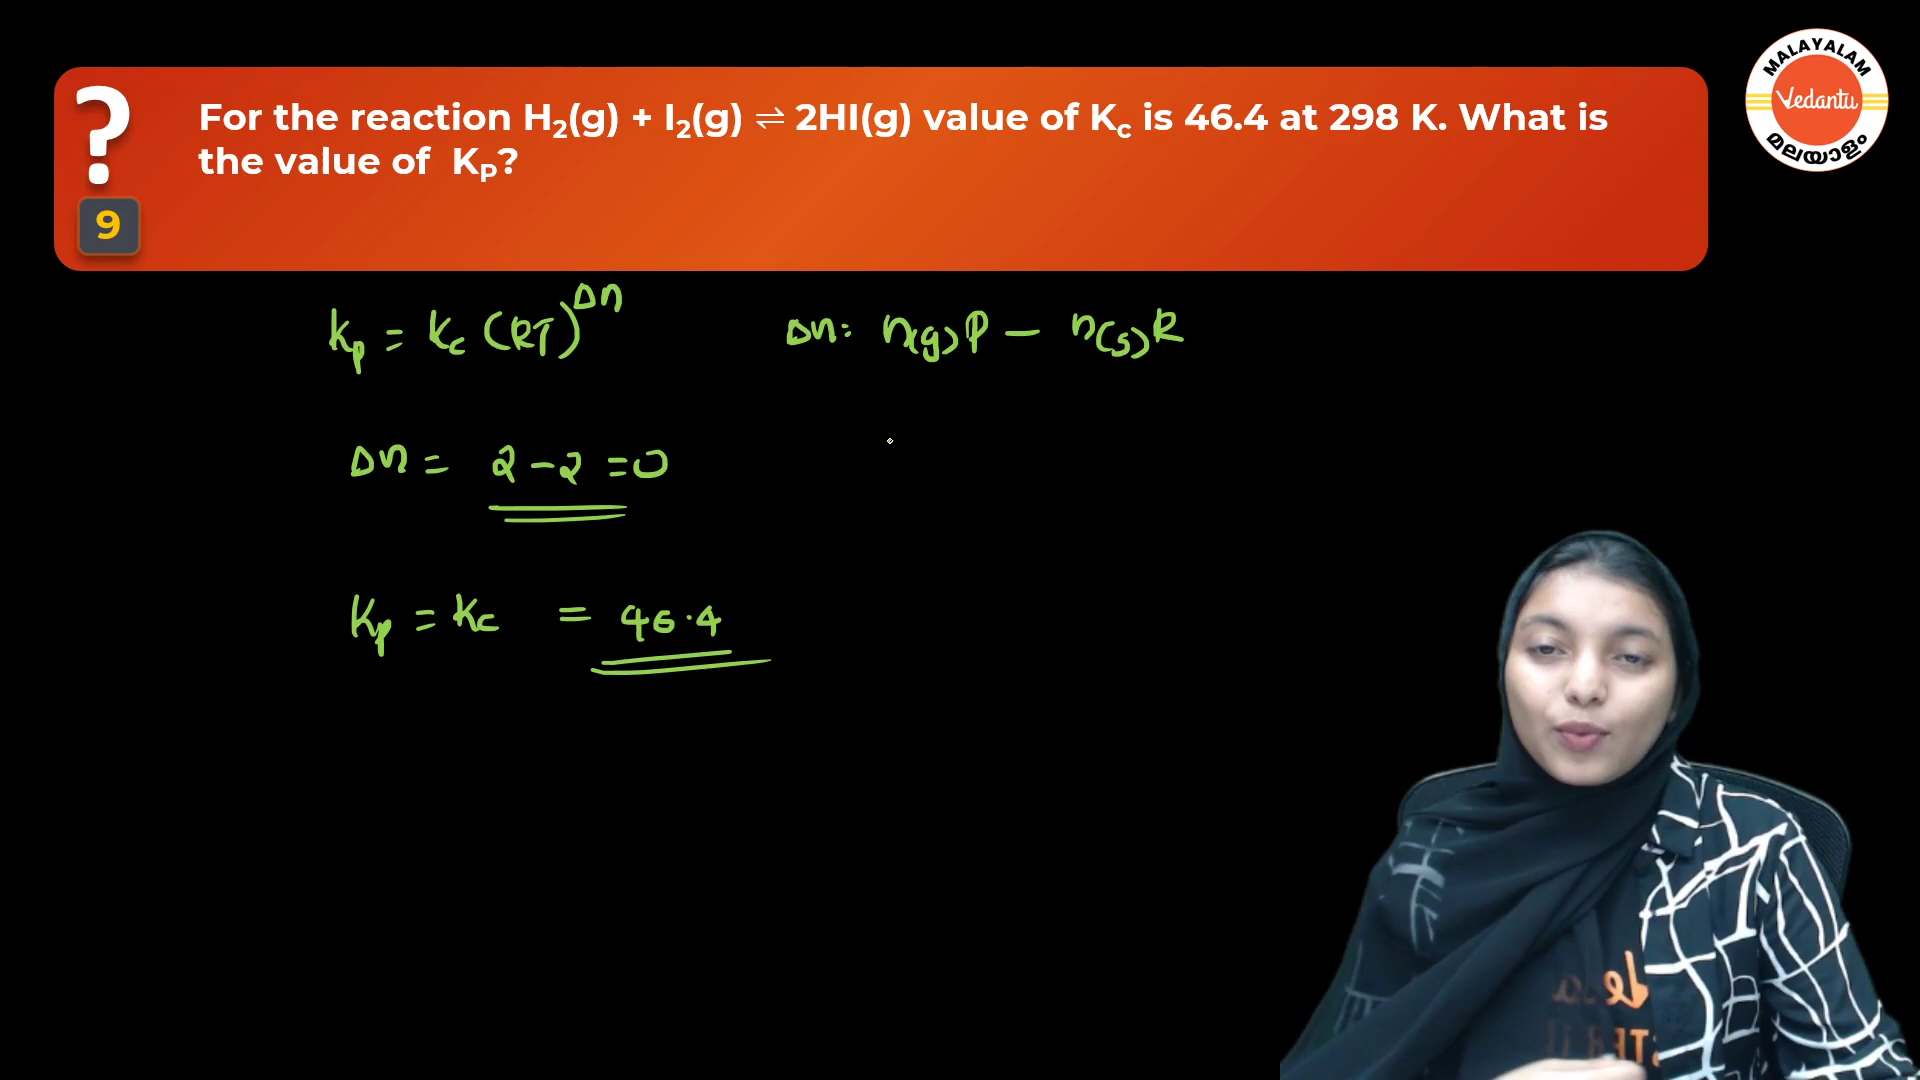 ?
9
For the reaction H₂(g) + I₂(g) ⇌ 2HI(g) value of K꜀ is 46.4 at 298 K. What is
the value of Kₚ?
MALAYALAM
Vedantu
മലയാളം
Kp = Kc (RT)^Δn
Δn: n(g)P – n(s)R
Δn = 2 – 2 = 0
Kp = Kc = 46.4